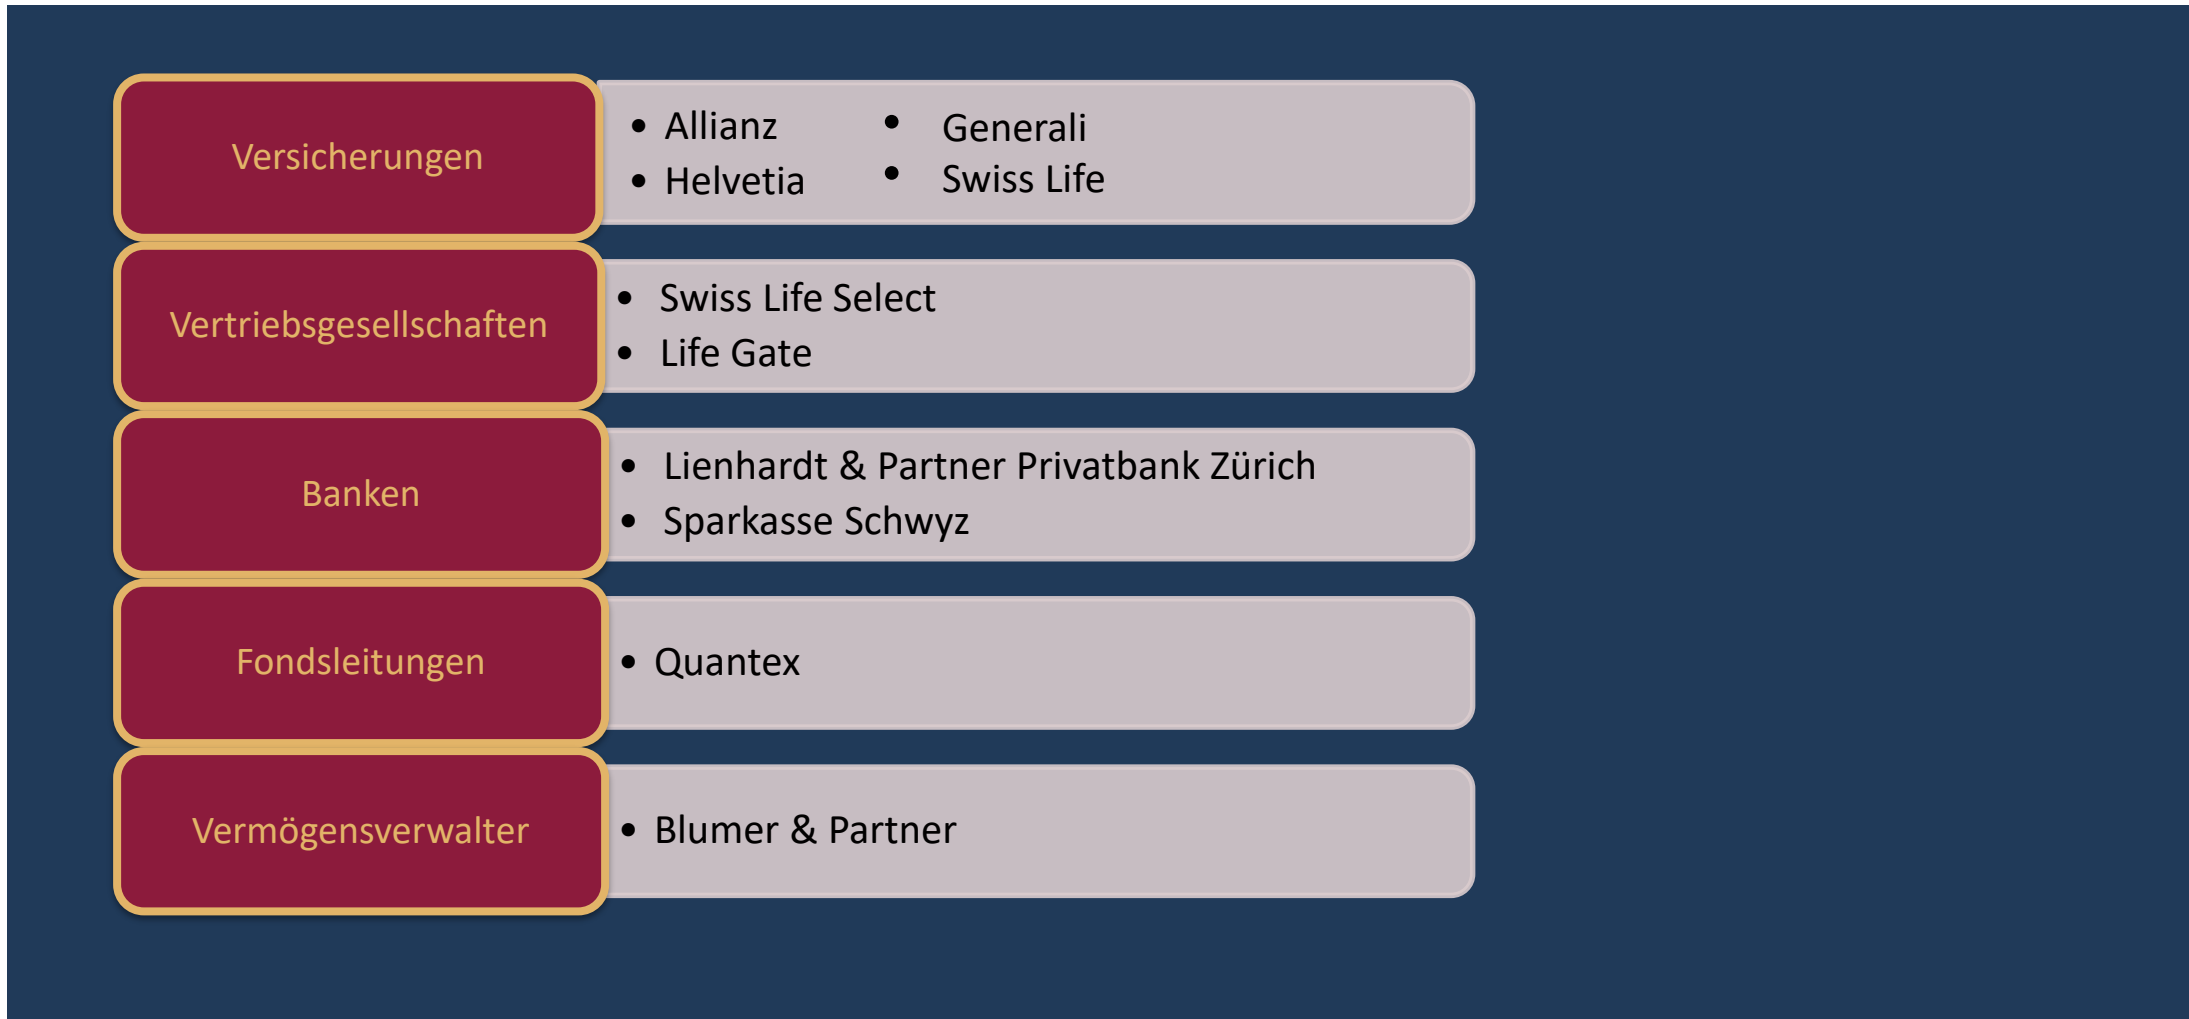 Versicherungen
• Allianz
• Helvetia
• Generali
• Swiss Life
Vertriebsgesellschaften
• Swiss Life Select
• Life Gate
Banken
• Lienhardt & Partner Privatbank Zürich
• Sparkasse Schwyz
Fondsleitungen
• Quantex
Vermögensverwalter
• Blumer & Partner